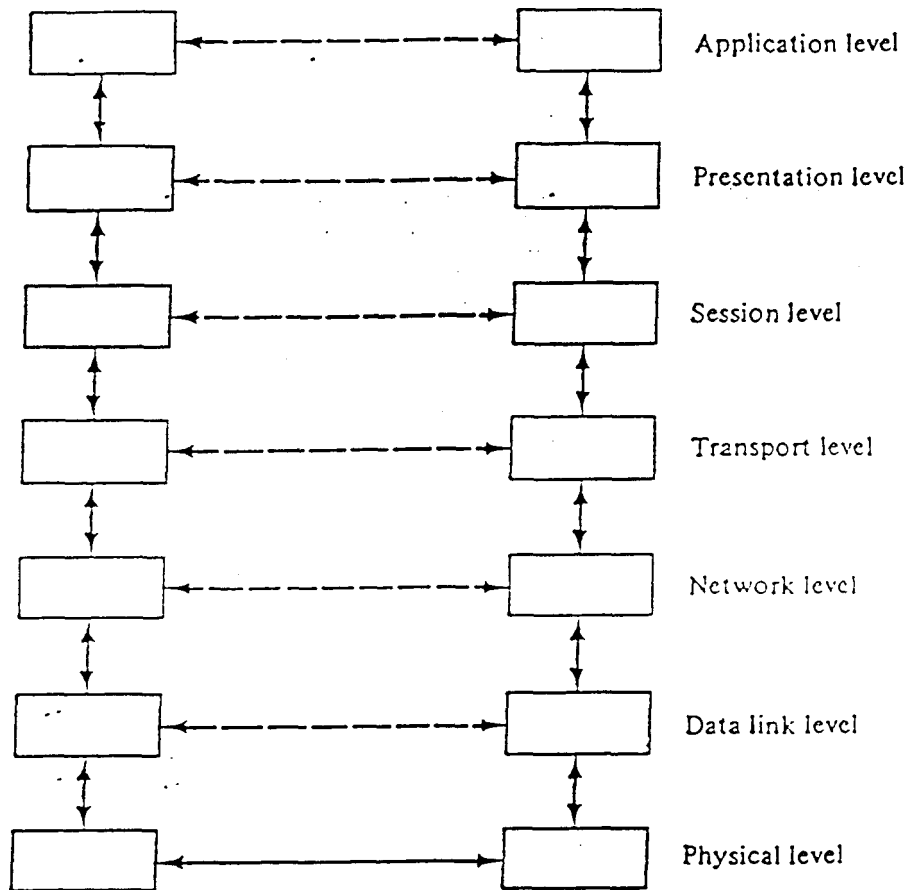 Application level
Presentation level
Session level
Transport level
Network level
Data link level
Physical level